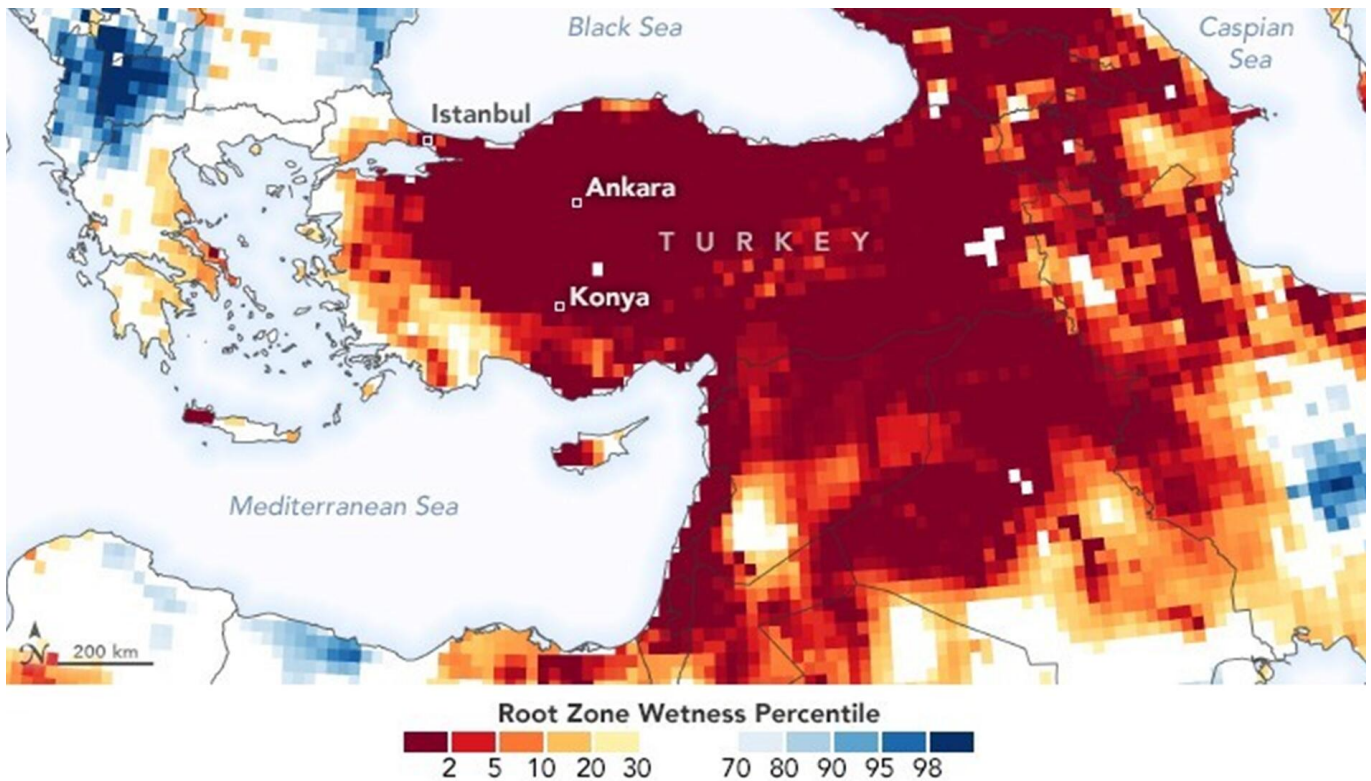 Black Sea
Caspian
Sea
Istanbul
Ankara
TURKEY
Konya
Mediterranean Sea
N
200 km
Root Zone Wetness Percentile
2 5 10 20 30 70 80 90 95 98